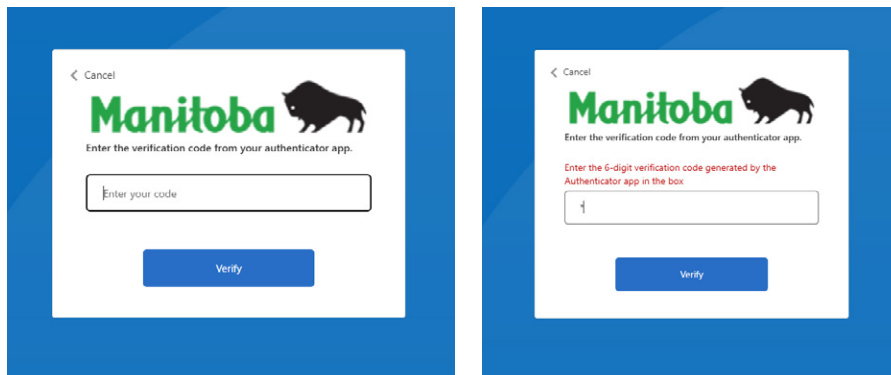 Cancel
Manitoba
Enter the verification code from your authenticator app.
Enter your code
Verify
Cancel
Manitoba
Enter the verification code from your authenticator app.
Enter the 6-digit verification code generated by the
Authenticator app in the box
Verify